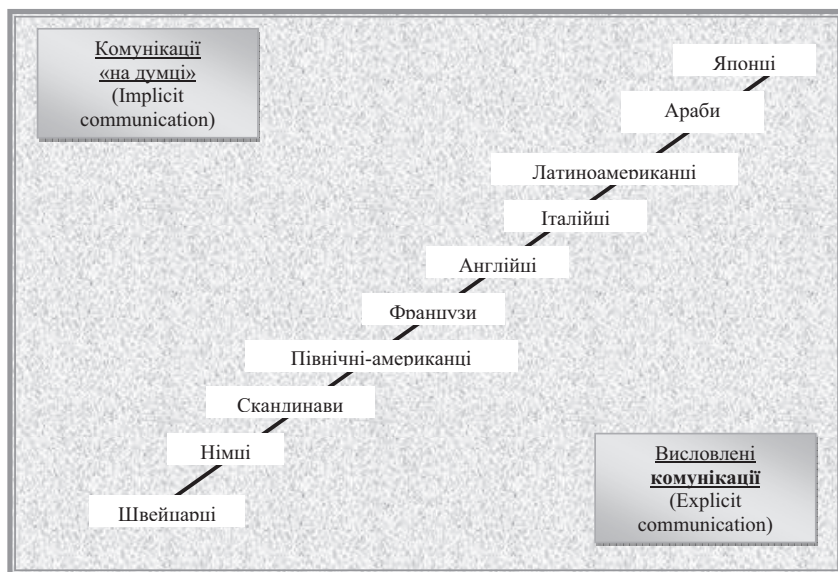 Комунікації
«на думці»
(Implicit
communication)
Японці
Араби
Латиноамериканці
Італійці
Англійці
Французи
Північні-американці
Скандинави
Німці
Швейцарці
Висловлені
комунікації
(Explicit
communication)